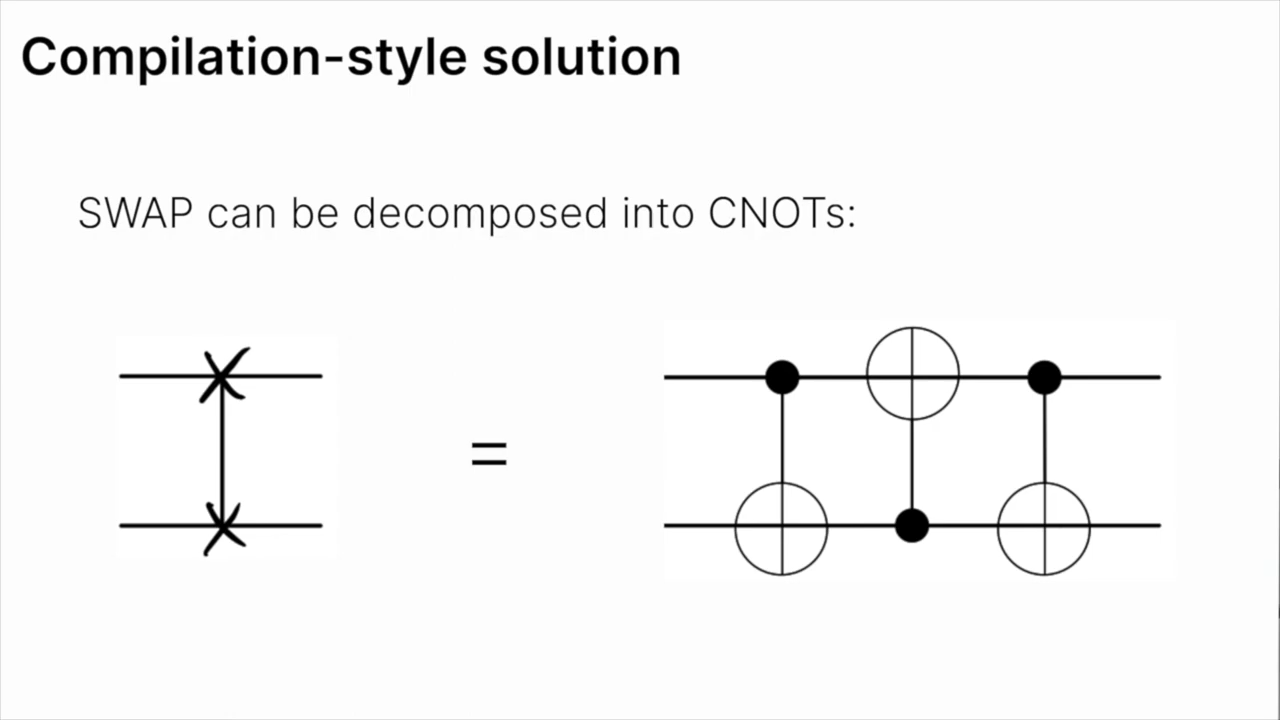 Compilation-style solution
SWAP can be decomposed into CNOTs:
=